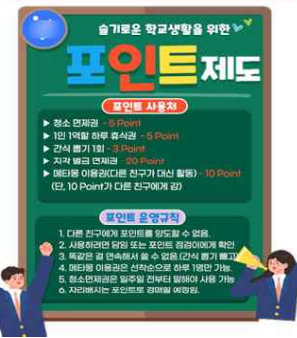 슬기로운 학교생활을 위한
포인트제도
포인트 사용처
▶ 청소 면제권 - 5 Point
▶ 1인 1역할 하루 휴식권 - 5 Point
▶ 간식 뽑기 1회 - 3 Point
▶ 지각 벌금 면제권 - 20 Point
▶ 메타몽 이용권(다른 친구가 대신 활동) - 10 Point
(단, 10 Point가 다른 친구에게 감)
포인트 운영규칙
1. 다른 친구에게 포인트를 양도할 수 없음.
2. 사용하려면 담임 또는 포인트 점검이에게 확인
3. 똑같은 걸 연속해서 쓸 수 없음.(간식 뽑기 빼고)
4. 메타몽 이용권은 선착순으로 하루 1명만 가능.
5. 청소면제권은 일주일 전부터 말해야 사용 가능
6. 자리배치는 포인트로 경매할 예정임.